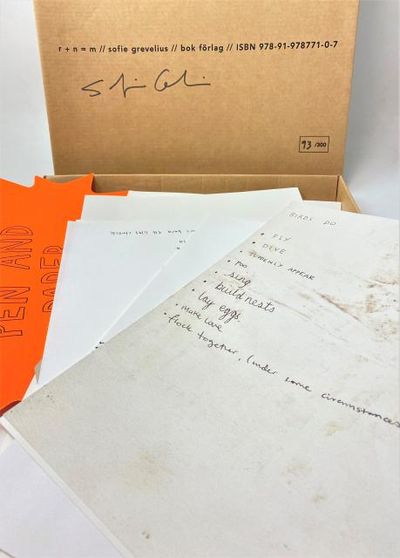 r + n = m // sofie grevelius // bok förlag // ISBN 978-91-978771-0-7
93 /300
PEN AND
PAPER
BIRDS DO
• FLY
• DIVE
• SUDDENLY APPEAR
• POO
• sing
• build nests
• lay eggs
• make love
• flock together, (under some circumstances